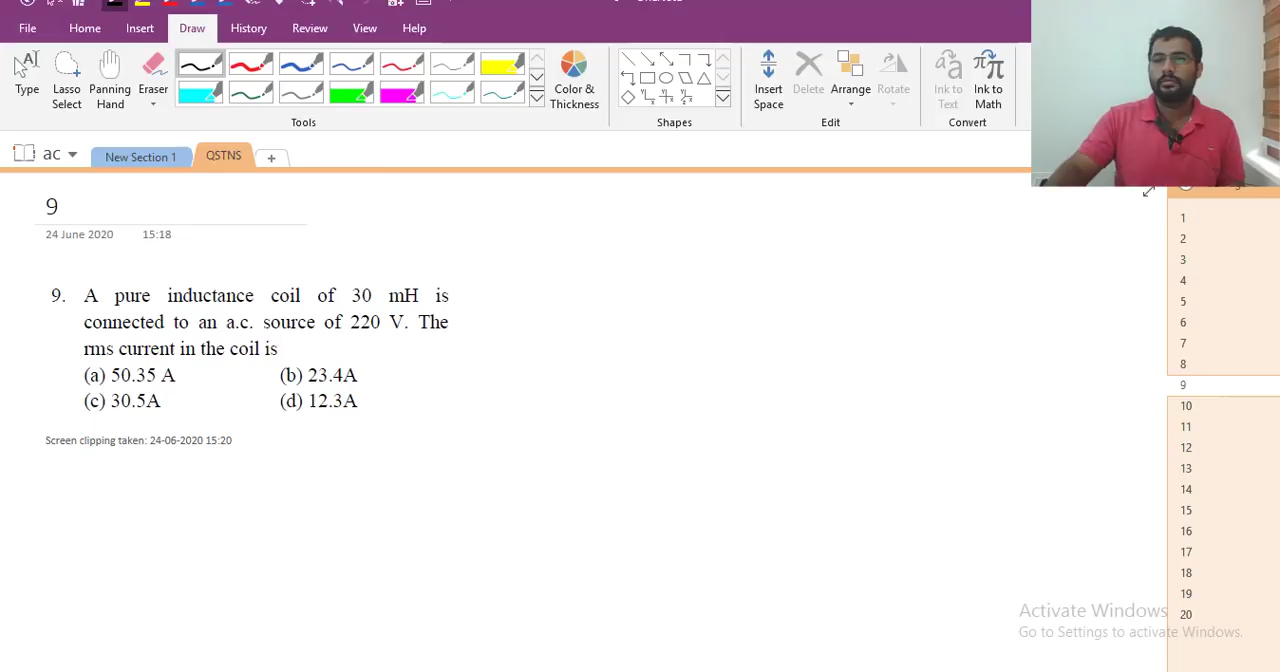 File Home Insert Draw History Review View Help
Type
Lasso Select
Panning Hand
Eraser
Color & Thickness
Insert Space
Delete
Arrange
Rotate
Ink to Text
Ink to Math
Tools
Shapes
Edit
Convert
ac
New Section 1
QSTNS
9
24 June 2020 15:18
9. A pure inductance coil of 30 mH is
connected to an a.c. source of 220 V. The
rms current in the coil is
(a) 50.35 A (b) 23.4A
(c) 30.5A (d) 12.3A
Screen clipping taken: 24-06-2020 15:20
1
2
3
4
5
6
7
8
9
10
11
12
13
14
15
16
17
18
19
20
Activate Windows
Go to Settings to activate Windows.